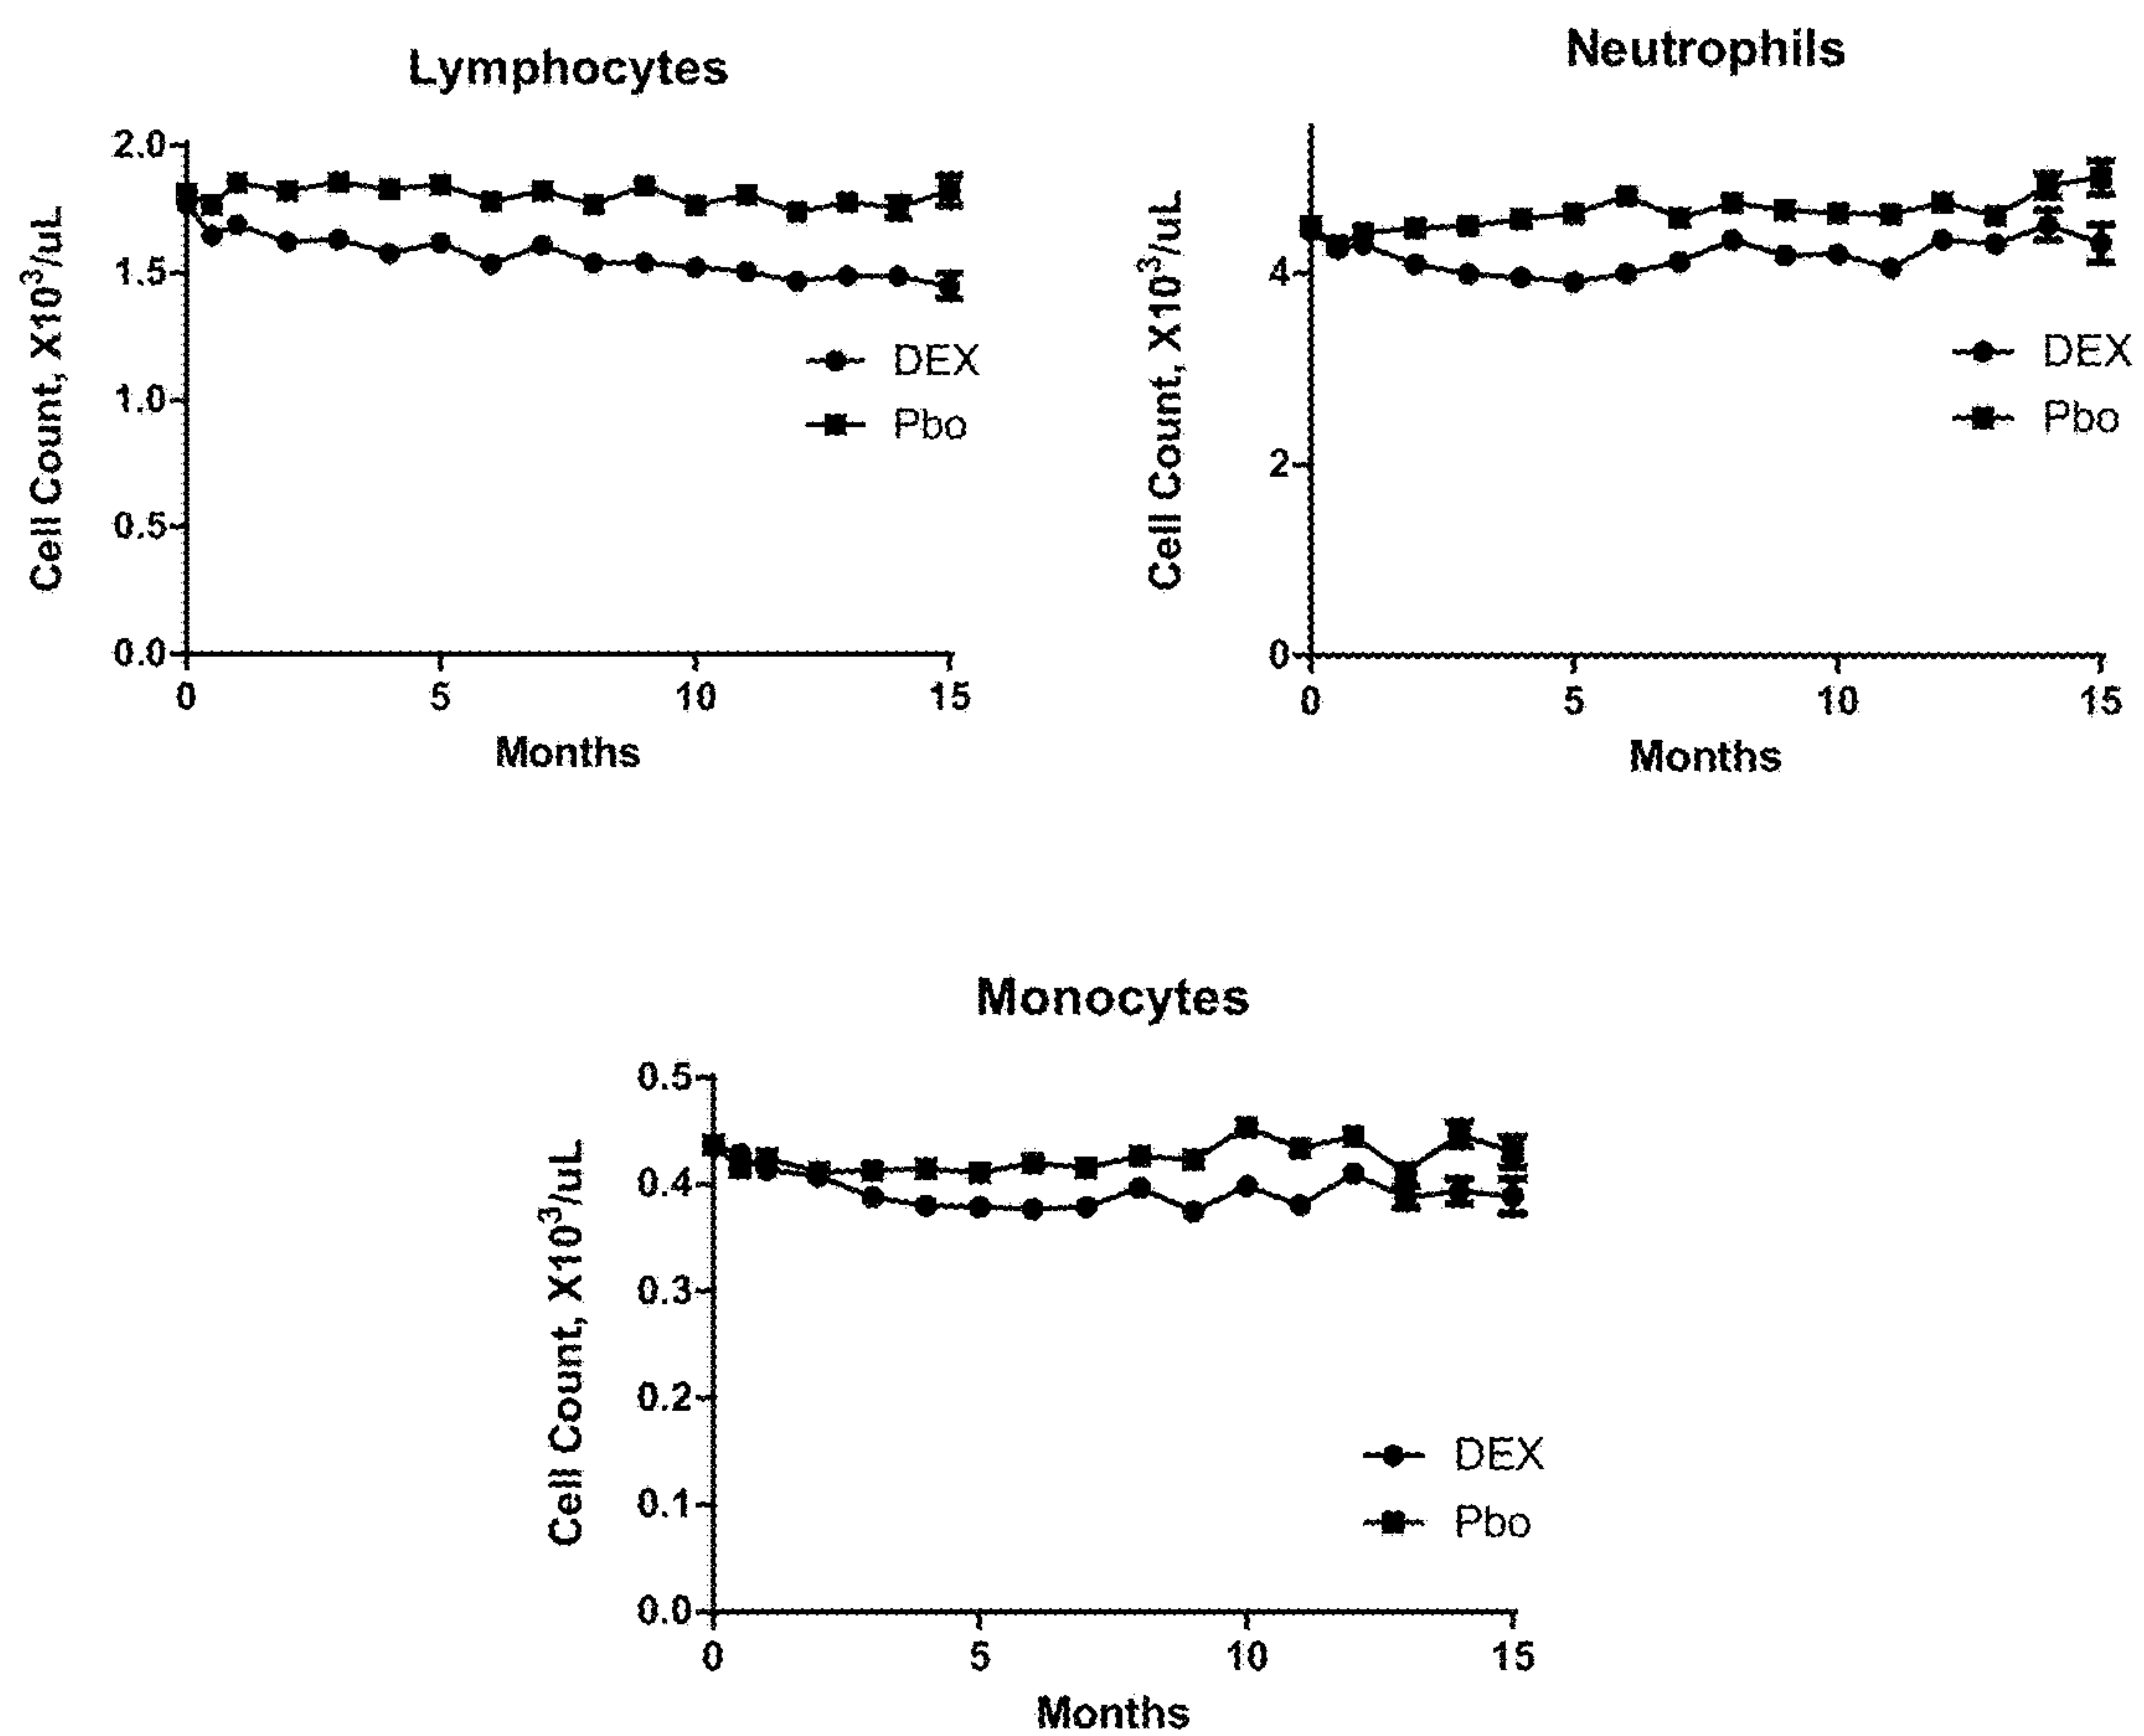 Lymphocytes
Cell Count, X10³/uL
2.0
1.5
1.0
0.5
0.0
0 5 10 15
Months
DEX
Pbo
Neutrophils
Cell Count, X10³/uL
4
2
0
0 5 10 15
Months
DEX
Pbo
Monocytes
Cell Count, X10³/uL
0.5
0.4
0.3
0.2
0.1
0.0
0 5 10 15
Months
DEX
Pbo